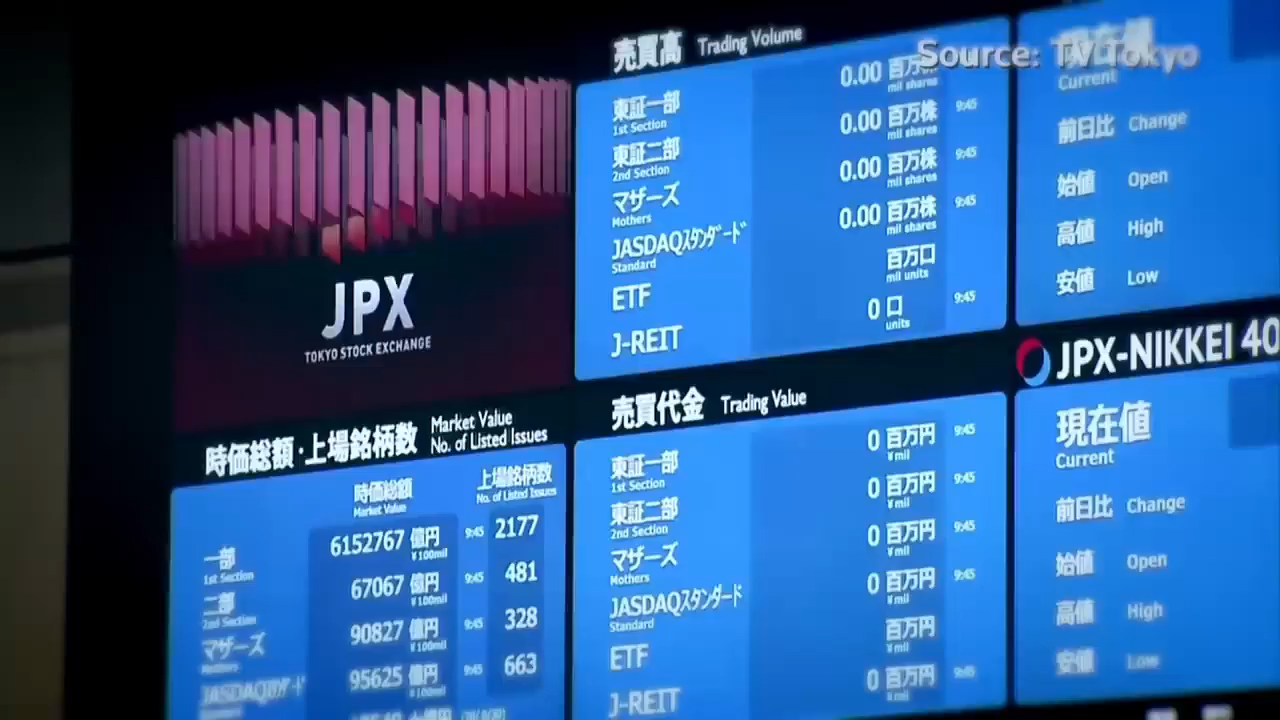 Source: TV Tokyo
JPX
TOKYO STOCK EXCHANGE
時価総額・上場銘柄数 Market Value
No. of Listed Issues
時価総額 上場銘柄数
Market Value No. of Listed Issues
一部 6152767 億円 9:45 2177
1st Section ¥100mil
二部 67067 億円 9:45 481
2nd Section ¥100mil
マザーズ 90827 億円 9:45 328
Mothers ¥100mil
95625 億円 9:45 663
¥100mil
売買高 Trading Volume
東証一部 0.00 百万株
1st Section mil shares
東証二部 0.00 百万株 9:45
2nd Section mil shares
マザーズ 0.00 百万株 9:45
Mothers mil shares
JASDAQスタンダード 0.00 百万株 9:45
Standard mil shares
ETF 百万口
mil units
J-REIT 0 口 9:45
units
売買代金 Trading Value
東証一部 0 百万円 9:45
1st Section ¥mil
東証二部 0 百万円 9:45
2nd Section ¥mil
マザーズ 0 百万円 9:45
Mothers ¥mil
JASDAQスタンダード 0 百万円 9:45
Standard ¥mil
ETF 百万円
¥mil
J-REIT 0 百万円 9:45
¥mil
現在値
Current
前日比 Change
始値 Open
高値 High
安値 Low
JPX-NIKKEI 40
現在値
Current
前日比 Change
始値 Open
高値 High
安値 Low